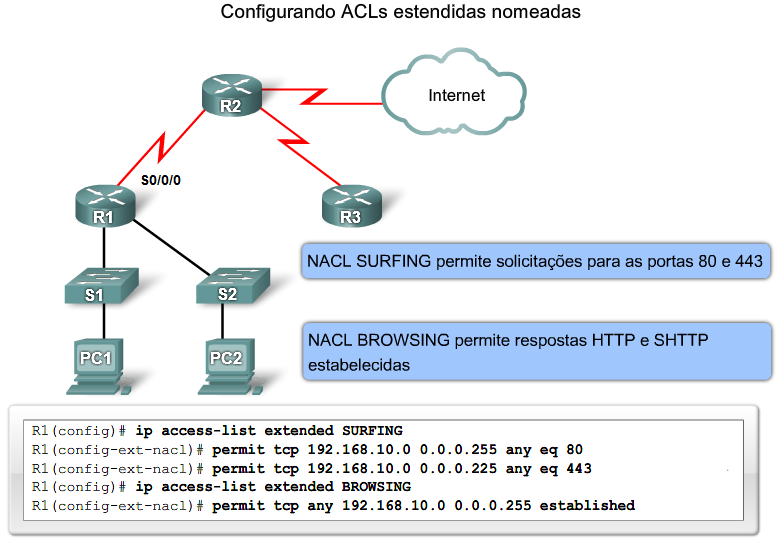 Configurando ACLs estendidas nomeadas
Internet
R2
S0/0/0
R1
R3
NACL SURFING permite solicitações para as portas 80 e 443
S1
S2
NACL BROWSING permite respostas HTTP e SHTTP
estabelecidas
PC1
PC2
R1(config)# ip access-list extended SURFING
R1(config-ext-nacl)# permit tcp 192.168.10.0 0.0.0.255 any eq 80
R1(config-ext-nacl)# permit tcp 192.168.10.0 0.0.0.225 any eq 443
R1(config)# ip access-list extended BROWSING
R1(config-ext-nacl)# permit tcp any 192.168.10.0 0.0.0.255 established